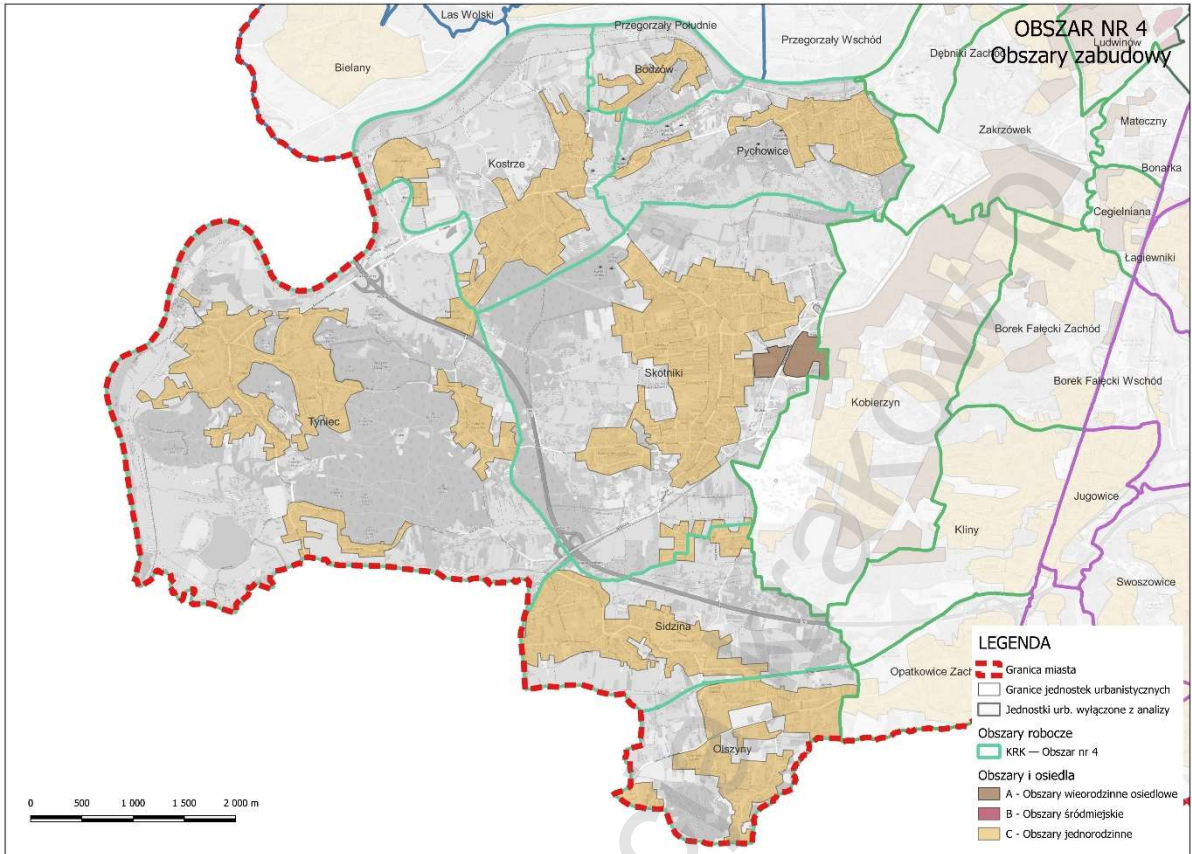 OBSZAR NR 4
Obszary zabudowy
Las Wolski
Przegorzały Południe
Przegorzały Wschód
Dębniki Zachód
Ludwinów
Bielany
Bodzów
Mateczny
Zakrzówek
Kostrze
Pychowice
Bonarka
Cegielniana
Łagiewniki
Borek Fałęcki Zachód
Skotniki
Borek Fałęcki Wschód
Kobierzyn
Tyniec
Jugowice
Kliny
Swoszowice
Sidzina
Opatkowice Zach
Olszyny
LEGENDA
Granica miasta
Granice jednostek urbanistycznych
Jednostki urb. wyłączone z analizy
Obszary robocze
KRK — Obszar nr 4
Obszary i osiedla
A - Obszary wierodzinne osiedlowe
B - Obszary śródmiejskie
C - Obszary jednorodzinne
0 500 1 000 1 500 2 000 m